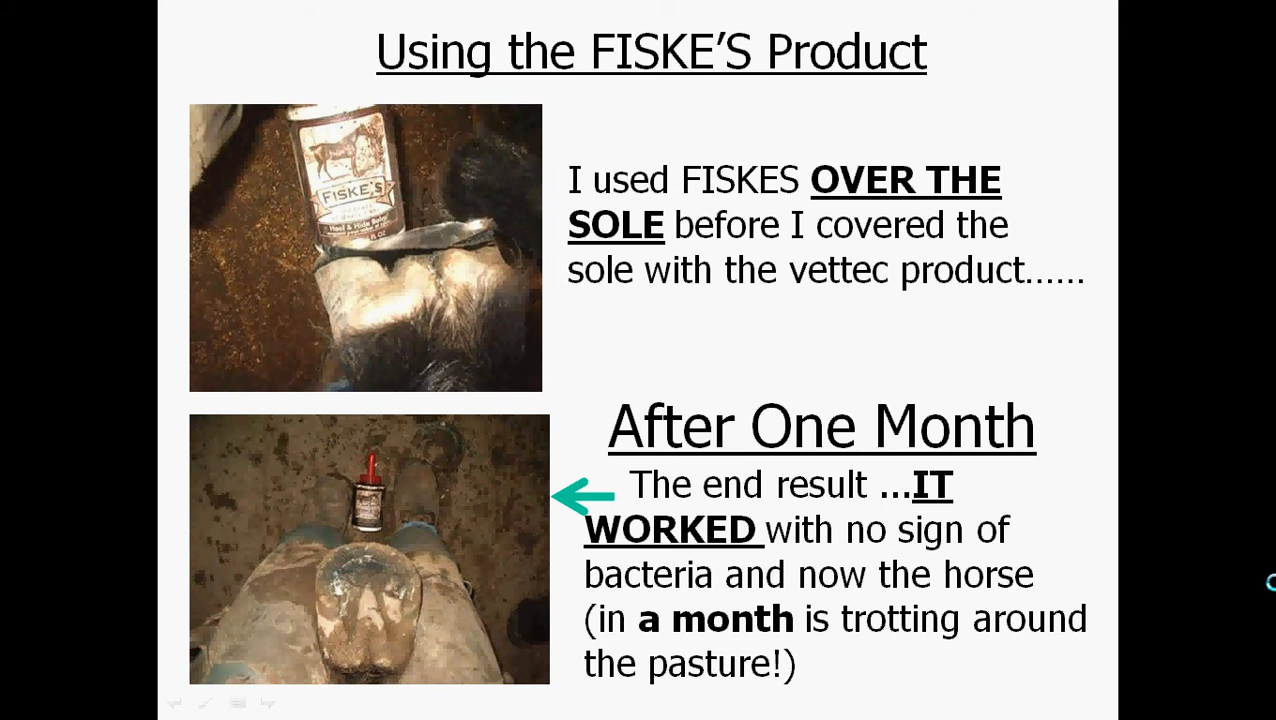 Using the FISKE'S Product
FISKE'S
Hoof & Hide
I used FISKES OVER THE
SOLE before I covered the
sole with the vettec product......
After One Month
The end result ...IT
WORKED with no sign of
bacteria and now the horse
(in a month is trotting around
the pasture!)